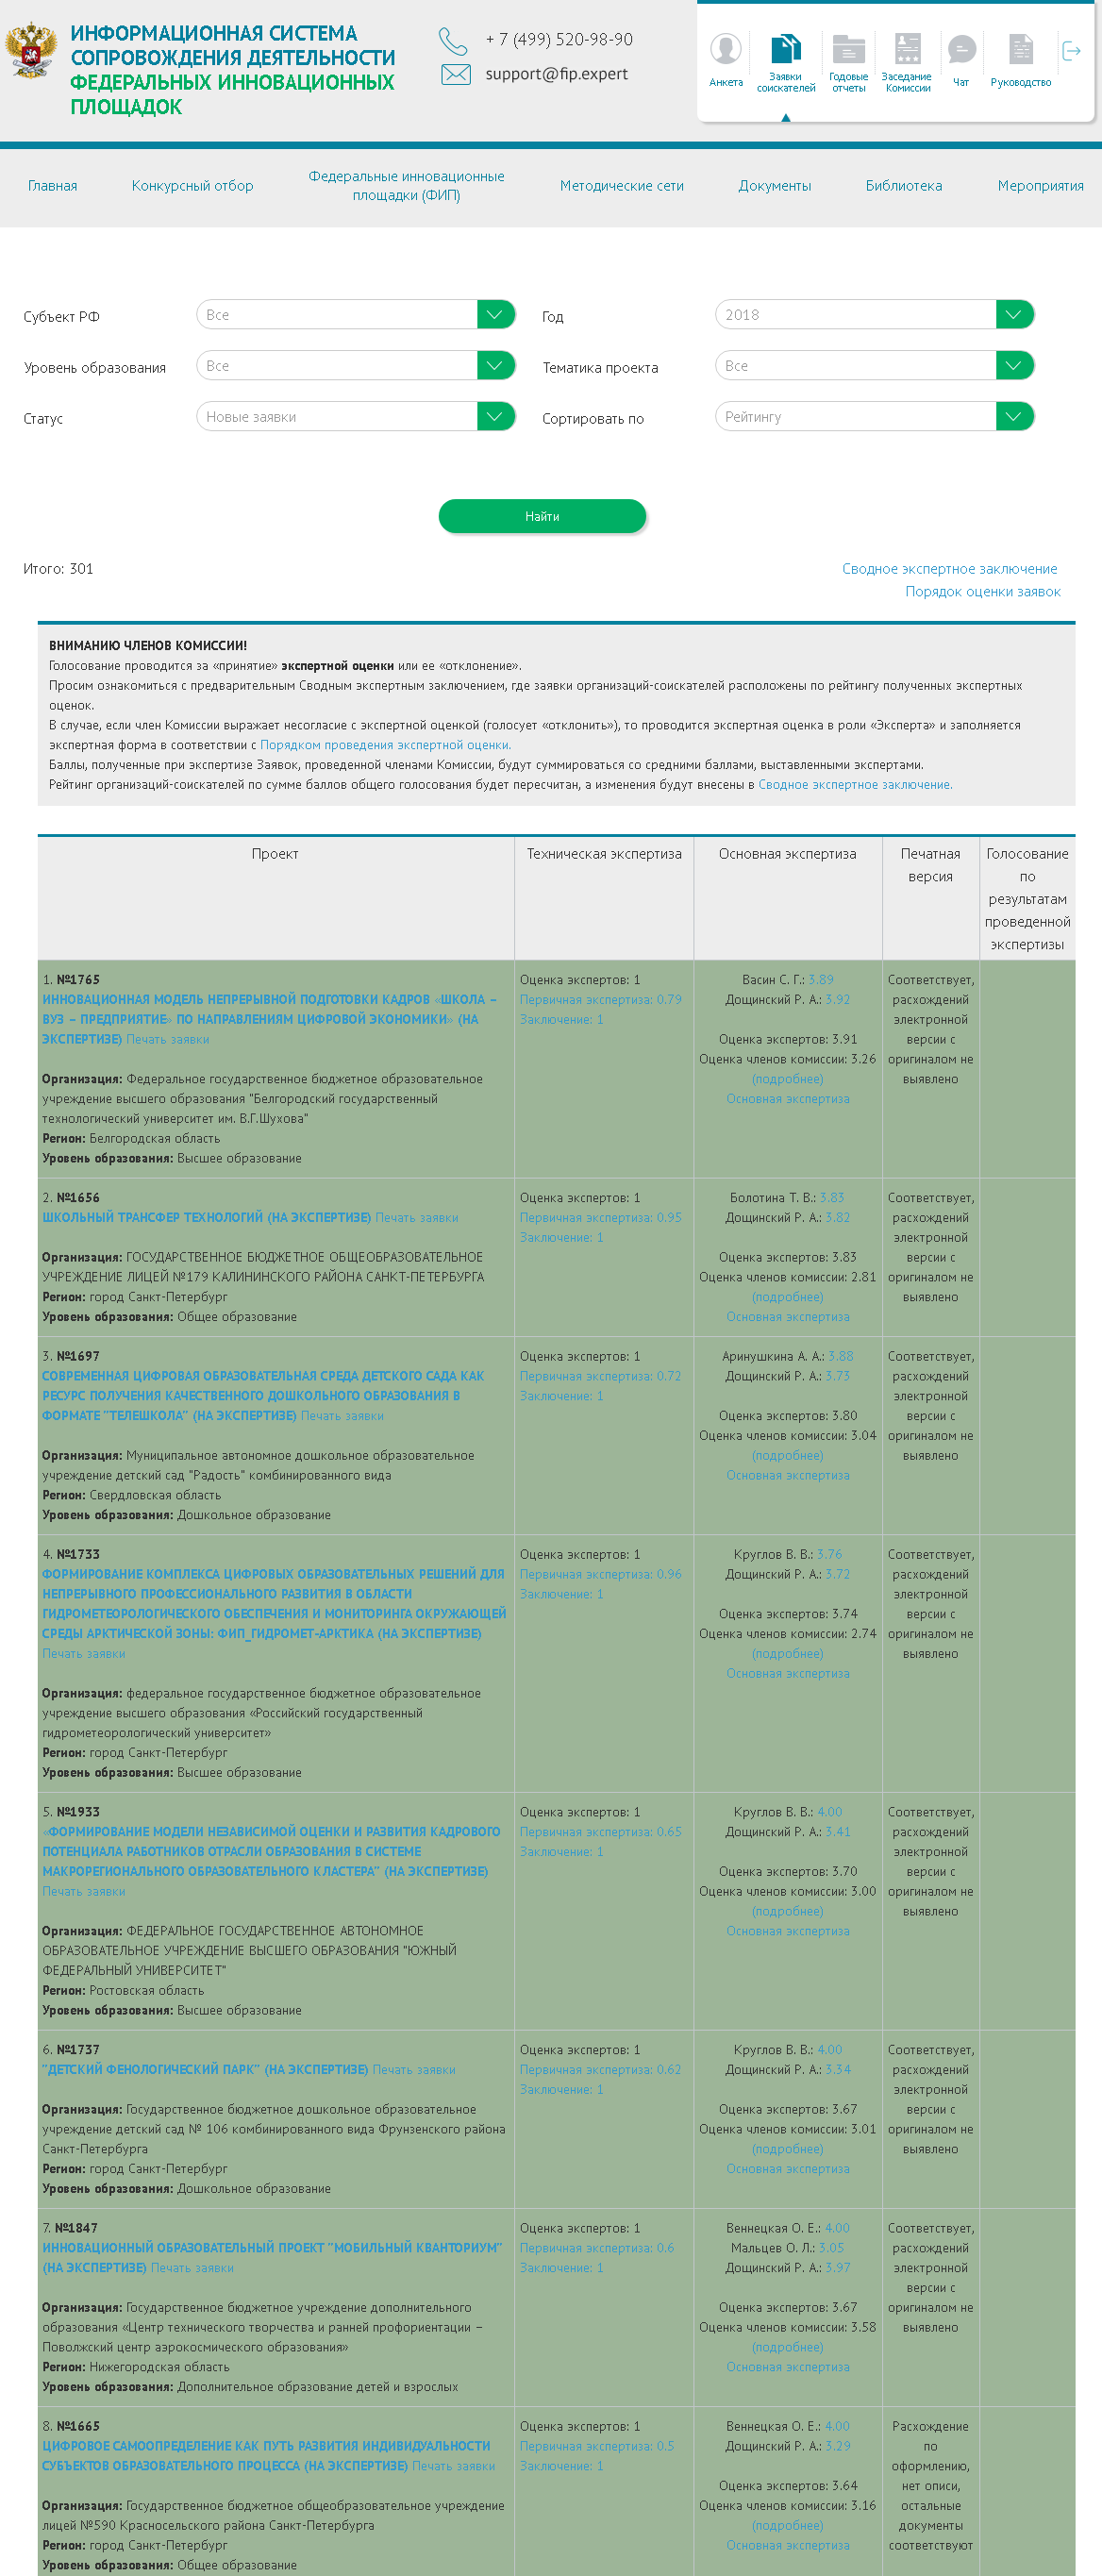 ИНФОРМАЦИОННАЯ СИСТЕМА
СОПРОВОЖДЕНИЯ ДЕЯТЕЛЬНОСТИ
ФЕДЕРАЛЬНЫХ ИННОВАЦИОННЫХ
ПЛОЩАДОК
+ 7 (499) 520-98-90
support@fip.expert
Анкета
Заявки
соискателей
Годовые
отчеты
Заседание
Комиссии
Чат
Руководство
Главная
Конкурсный отбор
Федеральные инновационные
площадки (ФИП)
Методические сети
Документы
Библиотека
Мероприятия
Субъект РФ
Все
Год
2018
Уровень образования
Все
Тематика проекта
Все
Статус
Новые заявки
Сортировать по
Рейтингу
Найти
Итого: 301
Сводное экспертное заключение
Порядок оценки заявок
ВНИМАНИЮ ЧЛЕНОВ КОМИССИИ!
Голосование проводится за «принятие» экспертной оценки или ее «отклонение».
Просим ознакомиться с предварительным Сводным экспертным заключением, где заявки организаций-соискателей расположены по рейтингу полученных экспертных
оценок.
В случае, если член Комиссии выражает несогласие с экспертной оценкой (голосует «отклонить»), то проводится экспертная оценка в роли «Эксперта» и заполняется
экспертная форма в соответствии с Порядком проведения экспертной оценки.
Баллы, полученные при экспертизе Заявок, проведенной членами Комиссии, будут суммироваться со средними баллами, выставленными экспертами.
Рейтинг организаций-соискателей по сумме баллов общего голосования будет пересчитан, а изменения будут внесены в Сводное экспертное заключение.
Проект
Техническая экспертиза
Основная экспертиза
Печатная
версия
Голосование
по
результатам
проведенной
экспертизы
1. №1765
ИННОВАЦИОННАЯ МОДЕЛЬ НЕПРЕРЫВНОЙ ПОДГОТОВКИ КАДРОВ «ШКОЛА –
ВУЗ – ПРЕДПРИЯТИЕ» ПО НАПРАВЛЕНИЯМ ЦИФРОВОЙ ЭКОНОМИКИ» (НА
ЭКСПЕРТИЗЕ) Печать заявки
Организация: Федеральное государственное бюджетное образовательное
учреждение высшего образования "Белгородский государственный
технологический университет им. В.Г.Шухова"
Регион: Белгородская область
Уровень образования: Высшее образование
Оценка экспертов: 1
Первичная экспертиза: 0.79
Заключение: 1
Васин С. Г.: 3.89
Дощинский Р. А.: 3.92
Оценка экспертов: 3.91
Оценка членов комиссии: 3.26
(подробнее)
Основная экспертиза
Соответствует,
расхождений
электронной
версии с
оригиналом не
выявлено
2. №1656
ШКОЛЬНЫЙ ТРАНСФЕР ТЕХНОЛОГИЙ (НА ЭКСПЕРТИЗЕ) Печать заявки
Организация: ГОСУДАРСТВЕННОЕ БЮДЖЕТНОЕ ОБЩЕОБРАЗОВАТЕЛЬНОЕ
УЧРЕЖДЕНИЕ ЛИЦЕЙ №179 КАЛИНИНСКОГО РАЙОНА САНКТ-ПЕТЕРБУРГА
Регион: город Санкт-Петербург
Уровень образования: Общее образование
Оценка экспертов: 1
Первичная экспертиза: 0.95
Заключение: 1
Болотина Т. В.: 3.83
Дощинский Р. А.: 3.82
Оценка экспертов: 3.83
Оценка членов комиссии: 2.81
(подробнее)
Основная экспертиза
Соответствует,
расхождений
электронной
версии с
оригиналом не
выявлено
3. №1697
СОВРЕМЕННАЯ ЦИФРОВАЯ ОБРАЗОВАТЕЛЬНАЯ СРЕДА ДЕТСКОГО САДА КАК
РЕСУРС ПОЛУЧЕНИЯ КАЧЕСТВЕННОГО ДОШКОЛЬНОГО ОБРАЗОВАНИЯ В
ФОРМАТЕ "ТЕЛЕШКОЛА" (НА ЭКСПЕРТИЗЕ) Печать заявки
Организация: Муниципальное автономное дошкольное образовательное
учреждение детский сад "Радость" комбинированного вида
Регион: Свердловская область
Уровень образования: Дошкольное образование
Оценка экспертов: 1
Первичная экспертиза: 0.72
Заключение: 1
Аринушкина А. А.: 3.88
Дощинский Р. А.: 3.73
Оценка экспертов: 3.80
Оценка членов комиссии: 3.04
(подробнее)
Основная экспертиза
Соответствует,
расхождений
электронной
версии с
оригиналом не
выявлено
4. №1733
ФОРМИРОВАНИЕ КОМПЛЕКСА ЦИФРОВЫХ ОБРАЗОВАТЕЛЬНЫХ РЕШЕНИЙ ДЛЯ
НЕПРЕРЫВНОГО ПРОФЕССИОНАЛЬНОГО РАЗВИТИЯ В ОБЛАСТИ
ГИДРОМЕТЕОРОЛОГИЧЕСКОГО ОБЕСПЕЧЕНИЯ И МОНИТОРИНГА ОКРУЖАЮЩЕЙ
СРЕДЫ АРКТИЧЕСКОЙ ЗОНЫ: ФИП_ГИДРОМЕТ-АРКТИКА (НА ЭКСПЕРТИЗЕ)
Печать заявки
Организация: федеральное государственное бюджетное образовательное
учреждение высшего образования «Российский государственный
гидрометеорологический университет»
Регион: город Санкт-Петербург
Уровень образования: Высшее образование
Оценка экспертов: 1
Первичная экспертиза: 0.96
Заключение: 1
Круглов В. В.: 3.76
Дощинский Р. А.: 3.72
Оценка экспертов: 3.74
Оценка членов комиссии: 2.74
(подробнее)
Основная экспертиза
Соответствует,
расхождений
электронной
версии с
оригиналом не
выявлено
5. №1933
«ФОРМИРОВАНИЕ МОДЕЛИ НЕЗАВИСИМОЙ ОЦЕНКИ И РАЗВИТИЯ КАДРОВОГО
ПОТЕНЦИАЛА РАБОТНИКОВ ОТРАСЛИ ОБРАЗОВАНИЯ В СИСТЕМЕ
МАКРОРЕГИОНАЛЬНОГО ОБРАЗОВАТЕЛЬНОГО КЛАСТЕРА" (НА ЭКСПЕРТИЗЕ)
Печать заявки
Организация: ФЕДЕРАЛЬНОЕ ГОСУДАРСТВЕННОЕ АВТОНОМНОЕ
ОБРАЗОВАТЕЛЬНОЕ УЧРЕЖДЕНИЕ ВЫСШЕГО ОБРАЗОВАНИЯ "ЮЖНЫЙ
ФЕДЕРАЛЬНЫЙ УНИВЕРСИТЕТ"
Регион: Ростовская область
Уровень образования: Высшее образование
Оценка экспертов: 1
Первичная экспертиза: 0.65
Заключение: 1
Круглов В. В.: 4.00
Дощинский Р. А.: 3.41
Оценка экспертов: 3.70
Оценка членов комиссии: 3.00
(подробнее)
Основная экспертиза
Соответствует,
расхождений
электронной
версии с
оригиналом не
выявлено
6. №1737
"ДЕТСКИЙ ФЕНОЛОГИЧЕСКИЙ ПАРК" (НА ЭКСПЕРТИЗЕ) Печать заявки
Организация: Государственное бюджетное дошкольное образовательное
учреждение детский сад № 106 комбинированного вида Фрунзенского района
Санкт-Петербурга
Регион: город Санкт-Петербург
Уровень образования: Дошкольное образование
Оценка экспертов: 1
Первичная экспертиза: 0.62
Заключение: 1
Круглов В. В.: 4.00
Дощинский Р. А.: 3.34
Оценка экспертов: 3.67
Оценка членов комиссии: 3.01
(подробнее)
Основная экспертиза
Соответствует,
расхождений
электронной
версии с
оригиналом не
выявлено
7. №1847
ИННОВАЦИОННЫЙ ОБРАЗОВАТЕЛЬНЫЙ ПРОЕКТ "МОБИЛЬНЫЙ КВАНТОРИУМ"
(НА ЭКСПЕРТИЗЕ) Печать заявки
Организация: Государственное бюджетное учреждение дополнительного
образования «Центр технического творчества и ранней профориентации –
Поволжский центр аэрокосмического образования»
Регион: Нижегородская область
Уровень образования: Дополнительное образование детей и взрослых
Оценка экспертов: 1
Первичная экспертиза: 0.6
Заключение: 1
Веннецкая О. Е.: 4.00
Мальцев О. Л.: 3.05
Дощинский Р. А.: 3.97
Оценка экспертов: 3.67
Оценка членов комиссии: 3.58
(подробнее)
Основная экспертиза
Соответствует,
расхождений
электронной
версии с
оригиналом не
выявлено
8. №1665
ЦИФРОВОЕ САМООПРЕДЕЛЕНИЕ КАК ПУТЬ РАЗВИТИЯ ИНДИВИДУАЛЬНОСТИ
СУБЪЕКТОВ ОБРАЗОВАТЕЛЬНОГО ПРОЦЕССА (НА ЭКСПЕРТИЗЕ) Печать заявки
Организация: Государственное бюджетное общеобразовательное учреждение
лицей №590 Красносельского района Санкт-Петербурга
Регион: город Санкт-Петербург
Уровень образования: Общее образование
Оценка экспертов: 1
Первичная экспертиза: 0.5
Заключение: 1
Веннецкая О. Е.: 4.00
Дощинский Р. А.: 3.29
Оценка экспертов: 3.64
Оценка членов комиссии: 3.16
(подробнее)
Основная экспертиза
Расхождение
по
оформлению,
нет описи,
остальные
документы
соответствуют